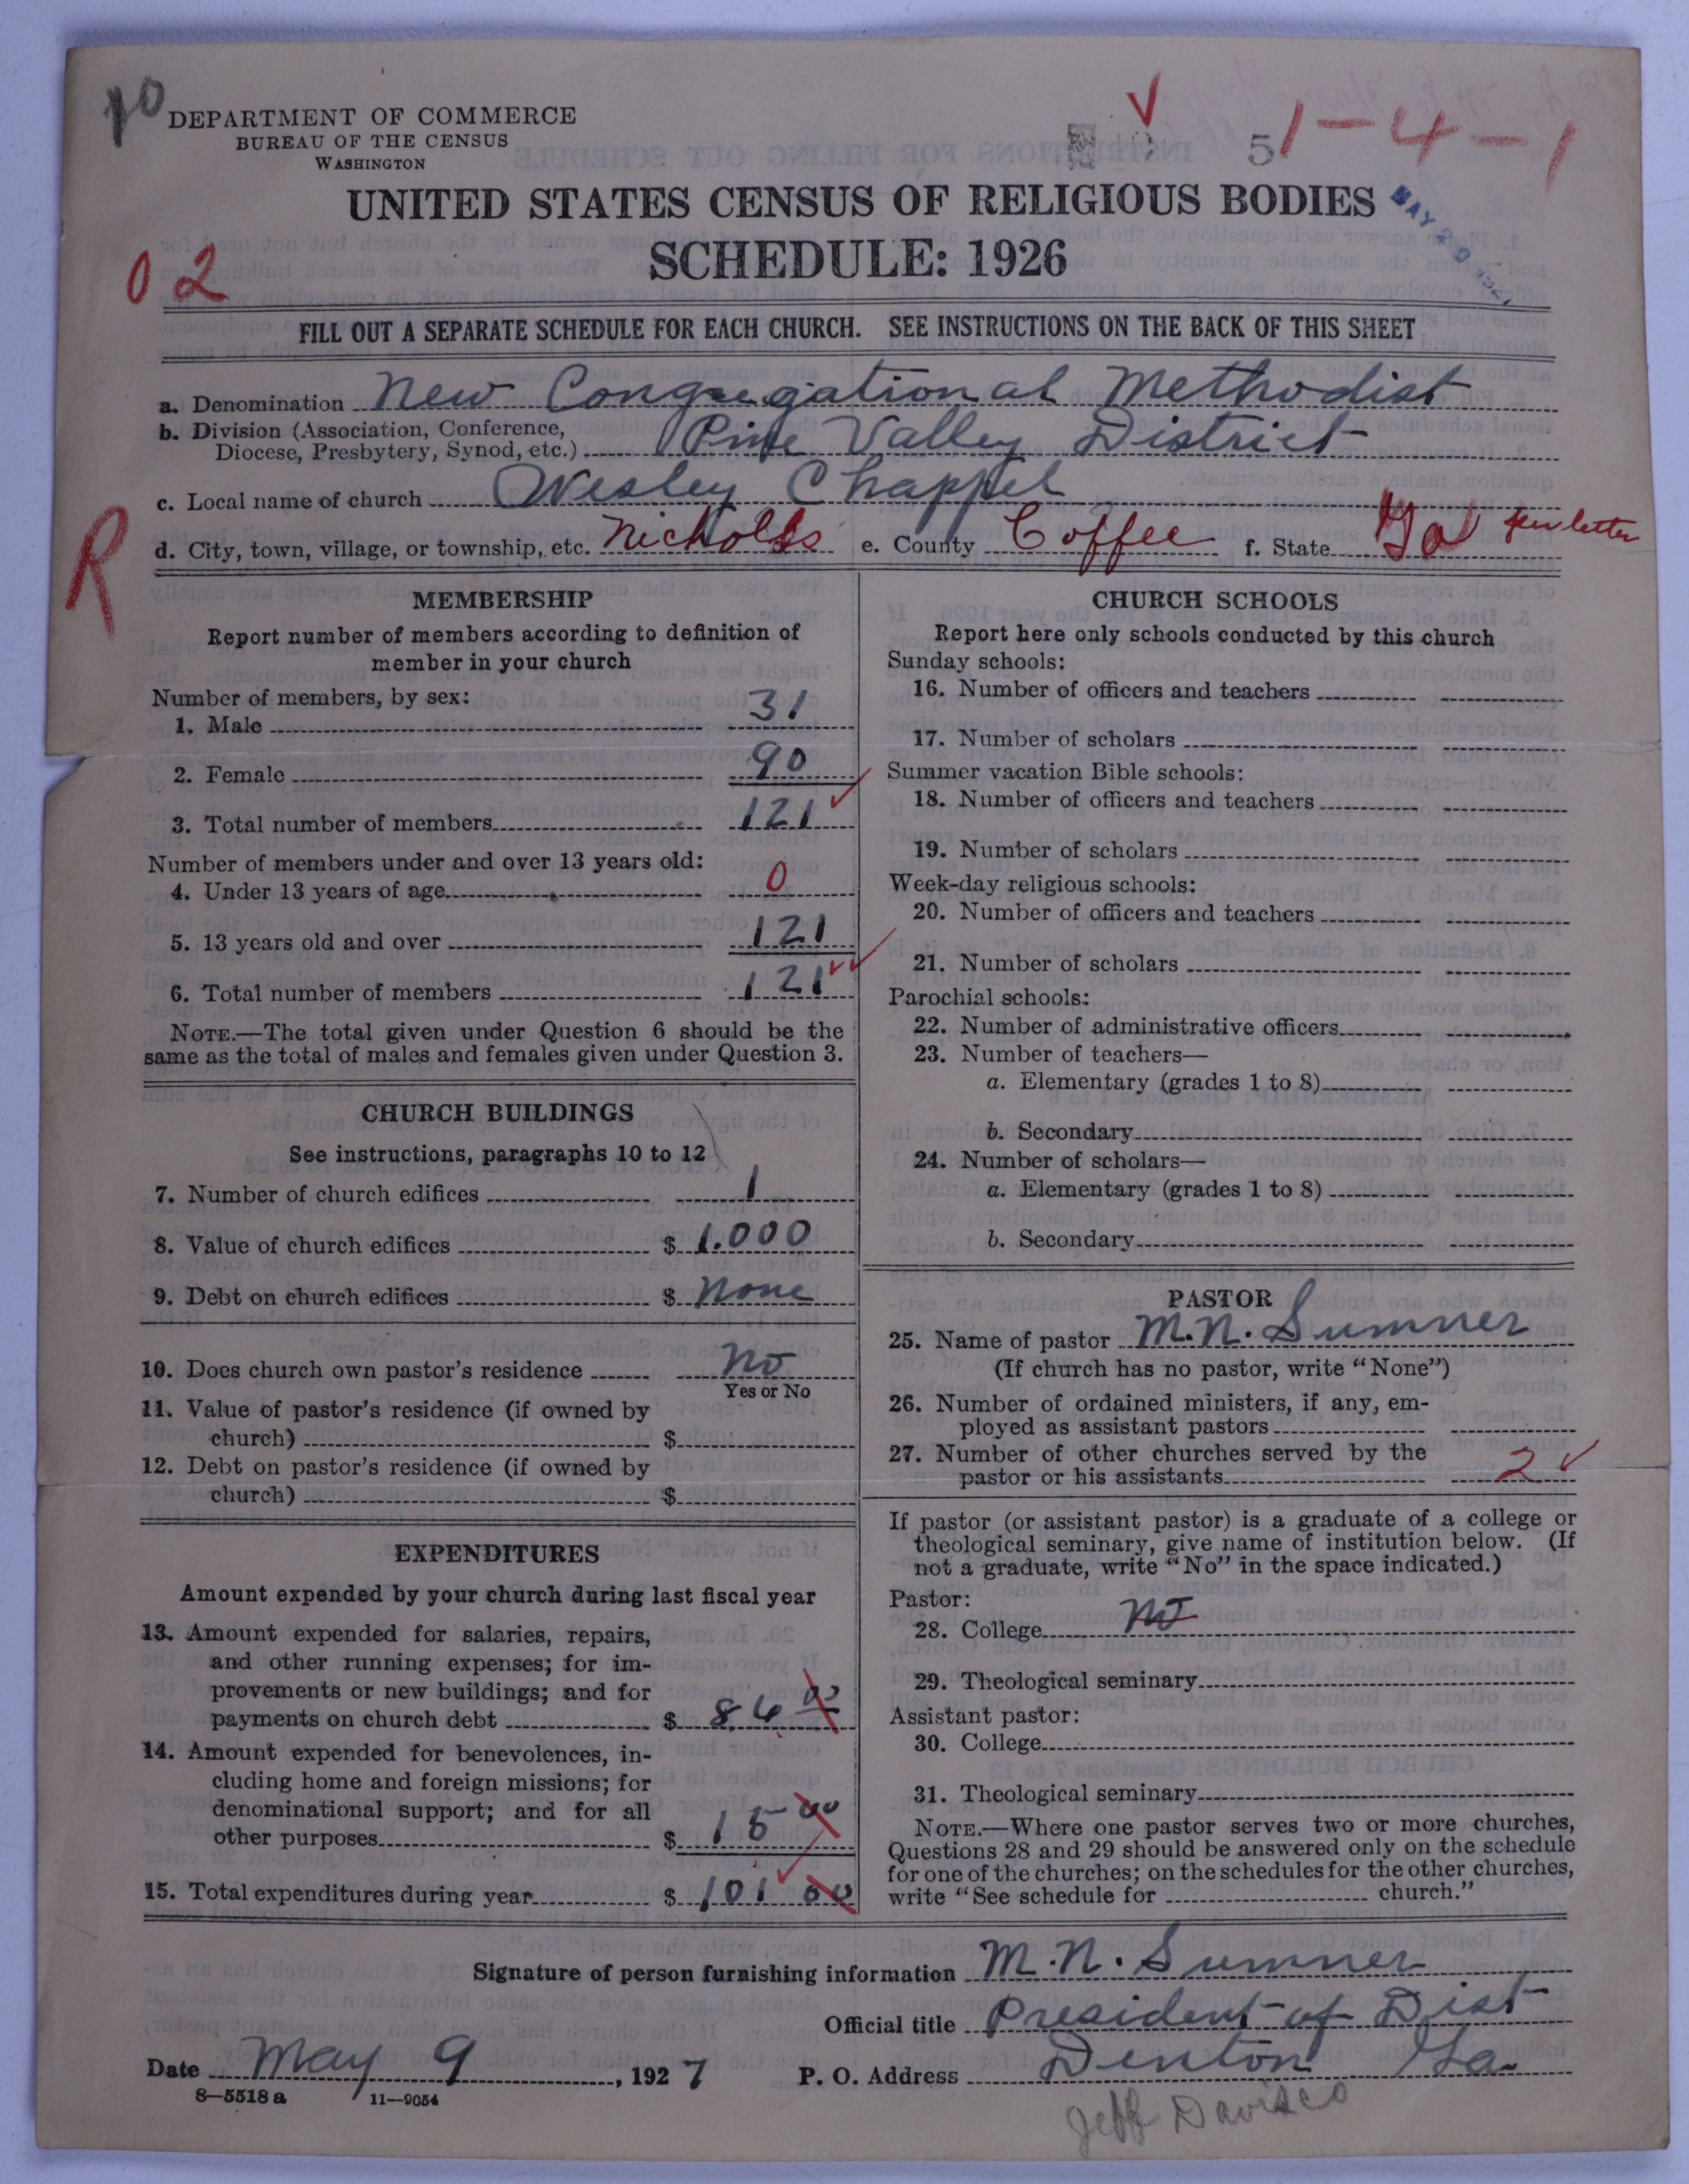 10
DEPARTMENT OF COMMERCE
BUREAU OF THE CENSUS
WASHINGTON
5 1-4-1
UNITED STATES CENSUS OF RELIGIOUS BODIES
SCHEDULE: 1926
MAY 20
02
FILL OUT A SEPARATE SCHEDULE FOR EACH CHURCH. SEE INSTRUCTIONS ON THE BACK OF THIS SHEET
a. Denomination New Congregational Methodist
b. Division (Association, Conference,
Diocese, Presbytery, Synod, etc.) Pine Valley District
c. Local name of church Wesley Chappel
R
d. City, town, village, or township, etc. Nicholls e. County Coffee f. State Ga per letter
MEMBERSHIP
Report number of members according to definition of
member in your church
Number of members, by sex:
1. Male 31
2. Female 90
3. Total number of members 121
Number of members under and over 13 years old:
4. Under 13 years of age 0
5. 13 years old and over 121
6. Total number of members 121
NOTE.—The total given under Question 6 should be the
same as the total of males and females given under Question 3.
CHURCH BUILDINGS
See instructions, paragraphs 10 to 12
7. Number of church edifices 1
8. Value of church edifices $ 1.000
9. Debt on church edifices $ none
10. Does church own pastor's residence No
Yes or No
11. Value of pastor's residence (if owned by
church) $
12. Debt on pastor's residence (if owned by
church) $
EXPENDITURES
Amount expended by your church during last fiscal year
13. Amount expended for salaries, repairs,
and other running expenses; for im-
provements or new buildings; and for
payments on church debt $ 86 00
14. Amount expended for benevolences, in-
cluding home and foreign missions; for
denominational support; and for all
other purposes $ 15 00
15. Total expenditures during year $ 101 00
CHURCH SCHOOLS
Report here only schools conducted by this church
Sunday schools:
16. Number of officers and teachers
17. Number of scholars
Summer vacation Bible schools:
18. Number of officers and teachers
19. Number of scholars
Week-day religious schools:
20. Number of officers and teachers
21. Number of scholars
Parochial schools:
22. Number of administrative officers
23. Number of teachers—
a. Elementary (grades 1 to 8)
b. Secondary
24. Number of scholars—
a. Elementary (grades 1 to 8)
b. Secondary
PASTOR
25. Name of pastor M.N. Sumner
(If church has no pastor, write "None")
26. Number of ordained ministers, if any, em-
ployed as assistant pastors
27. Number of other churches served by the
pastor or his assistants 2
If pastor (or assistant pastor) is a graduate of a college or
theological seminary, give name of institution below. (If
not a graduate, write "No" in the space indicated.)
Pastor:
28. College No
29. Theological seminary
Assistant pastor:
30. College
31. Theological seminary
NOTE.—Where one pastor serves two or more churches,
Questions 28 and 29 should be answered only on the schedule
for one of the churches; on the schedules for the other churches,
write "See schedule for church."
Signature of person furnishing information M.N. Sumner
Official title President of Dist
Date May 9, 1927 P. O. Address Denton Ga.
8—5518a 11—9054
Jeff Davis Co